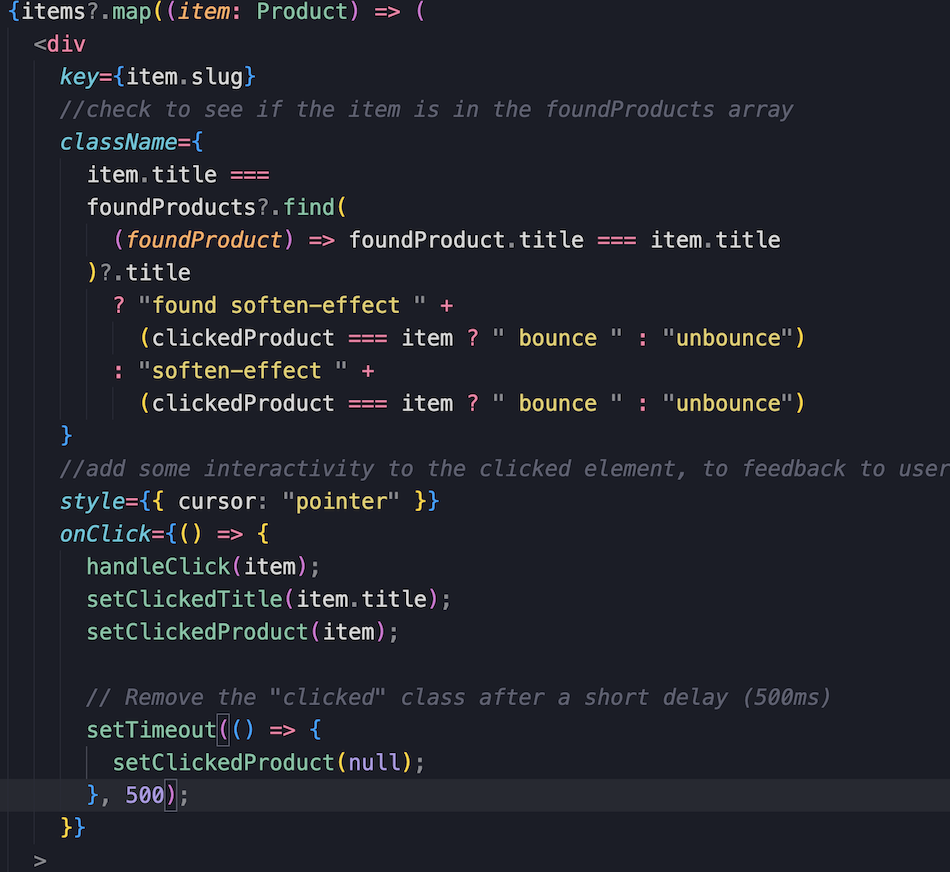 {items?.map((item: Product) => (
<div
key={item.slug}
//check to see if the item is in the foundProducts array
className={
item.title ===
foundProducts?.find(
(foundProduct) => foundProduct.title === item.title
)?.title
? "found soften-effect " +
(clickedProduct === item ? " bounce " : "unbounce")
: "soften-effect " +
(clickedProduct === item ? " bounce " : "unbounce")
}
//add some interactivity to the clicked element, to feedback to user
style={{ cursor: "pointer" }}
onClick={() => {
handleClick(item);
setClickedTitle(item.title);
setClickedProduct(item);
// Remove the "clicked" class after a short delay (500ms)
setTimeout(() => {
setClickedProduct(null);
}, 500);
}}
>